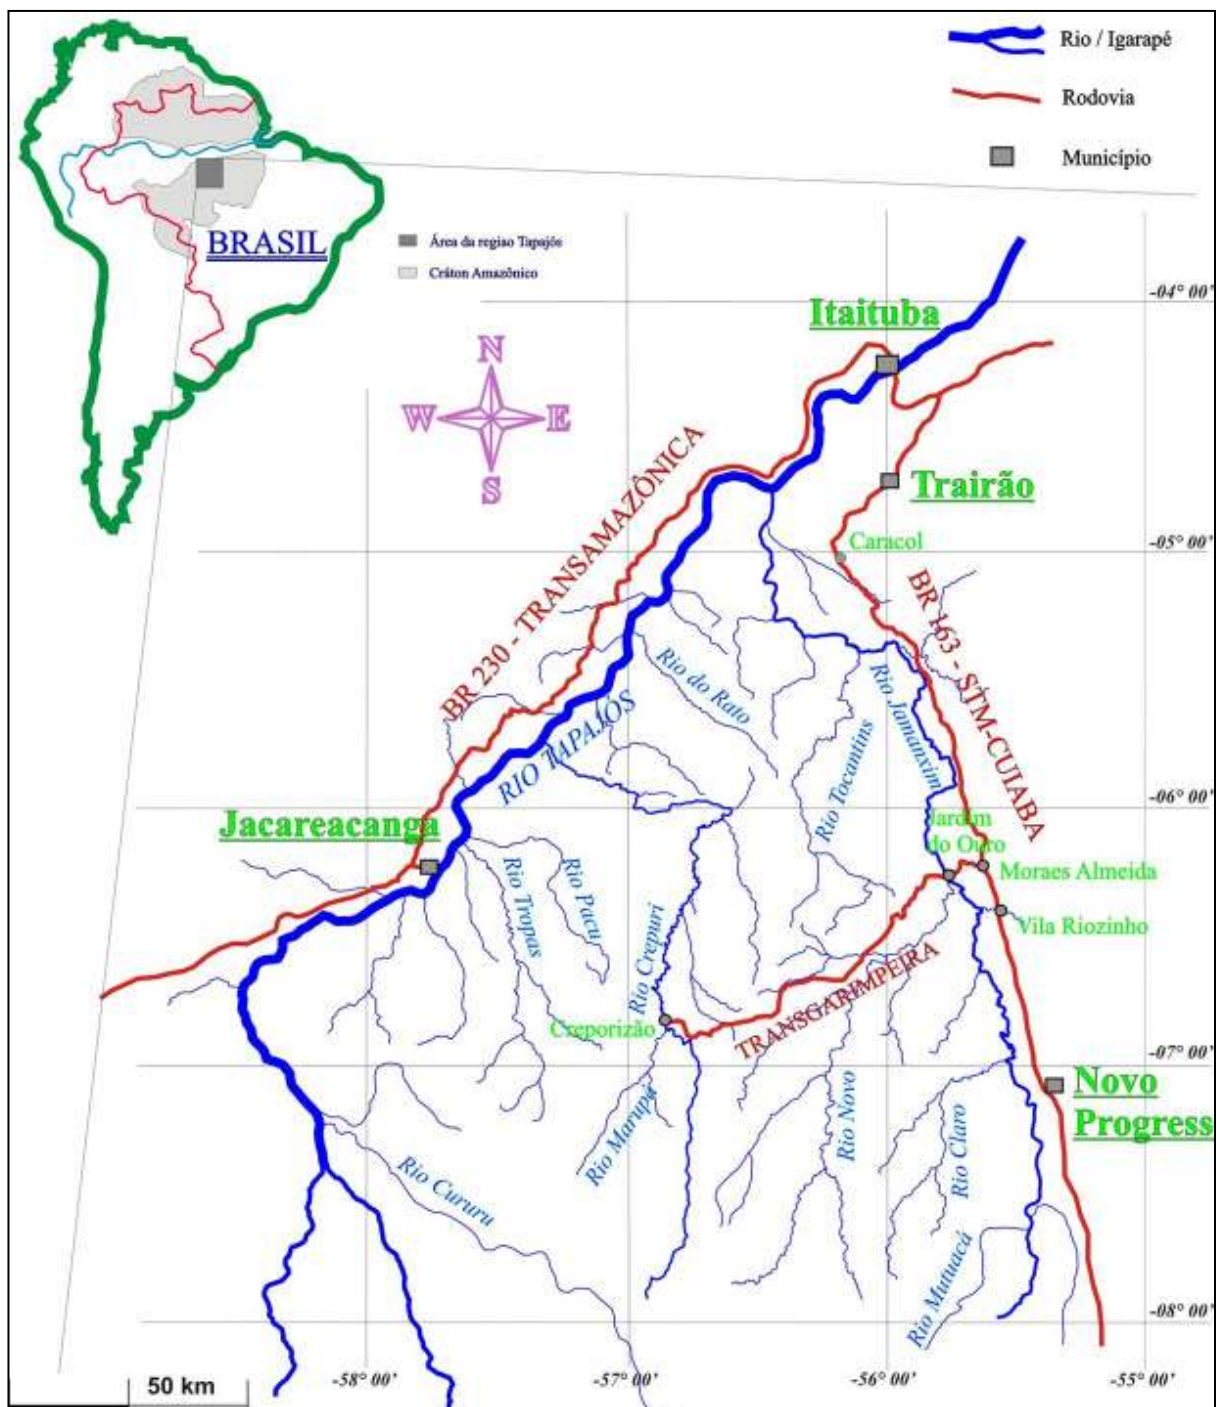 Rio / Igarapé
Rodovia
Município
BRASIL
Área da regiao Tapajós
Cráton Amazônico
-04° 00'
Itaituba
N
W
E
S
Trairão
Caracol
-05° 00'
BR 230 - TRANSAMAZÔNICA
BR 163 - STM-CUIABA
Rio do Rato
Rio Jamanxim
RIO TAPAJÓS
Rio Tocantins
-06° 00'
Jacareacanga
Jardim
do Ouro
Moraes Almeida
Rio Tropas
Rio Pacu
Rio Crepuri
Vila Riozinho
TRANSGARIMPEIRA
Creporizão
-07° 00'
Novo
Progress
Rio Marupá
Rio Novo
Rio Claro
Rio Cururu
Rio Mutuacá
-08° 00'
50 km
-58° 00'
-57° 00'
-56° 00'
-55° 00'